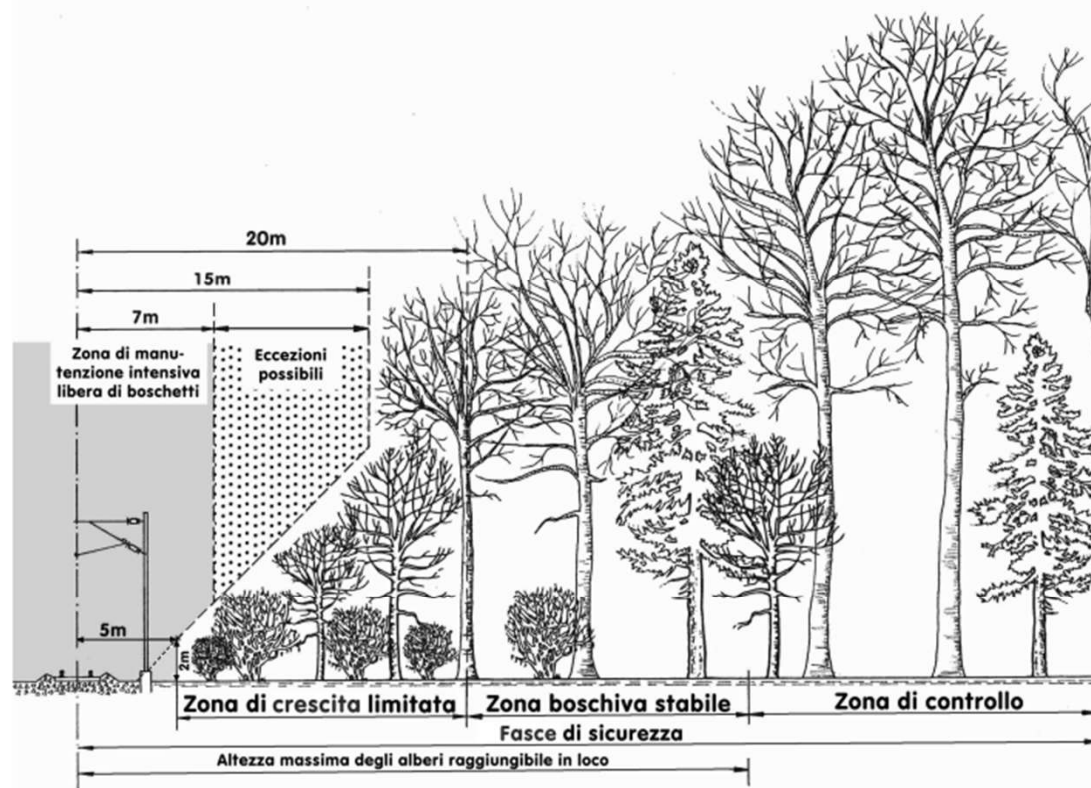 20m
15m
7m
Zona di manu-
tenzione intensiva
libera di boschetti
Eccezioni
possibili
5m
2m
Zona di crescita limitata
Zona boschiva stabile
Zona di controllo
Fasce di sicurezza
Altezza massima degli alberi raggiungibile in loco